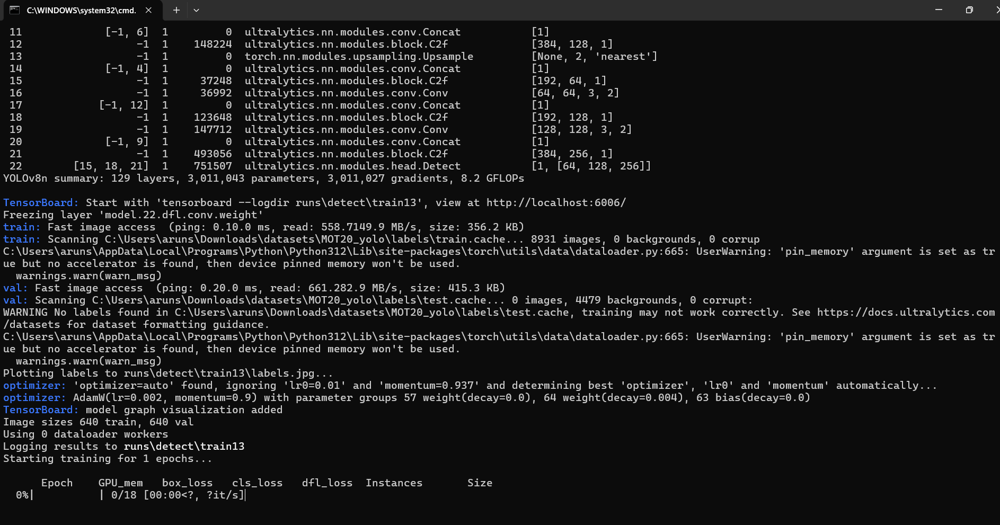 C:\WINDOWS\system32\cmd.
11 [-1, 6] 1 0 ultralytics.nn.modules.conv.Concat [1]
12 -1 1 148224 ultralytics.nn.modules.block.C2f [384, 128, 1]
13 -1 1 0 torch.nn.modules.upsampling.Upsample [None, 2, 'nearest']
14 [-1, 4] 1 0 ultralytics.nn.modules.conv.Concat [1]
15 -1 1 37248 ultralytics.nn.modules.block.C2f [192, 64, 1]
16 -1 1 36992 ultralytics.nn.modules.conv.Conv [64, 64, 3, 2]
17 [-1, 12] 1 0 ultralytics.nn.modules.conv.Concat [1]
18 -1 1 123648 ultralytics.nn.modules.block.C2f [192, 128, 1]
19 -1 1 147712 ultralytics.nn.modules.conv.Conv [128, 128, 3, 2]
20 [-1, 9] 1 0 ultralytics.nn.modules.conv.Concat [1]
21 -1 1 493056 ultralytics.nn.modules.block.C2f [384, 256, 1]
22 [15, 18, 21] 1 751507 ultralytics.nn.modules.head.Detect [1, [64, 128, 256]]
YOLOv8n summary: 129 layers, 3,011,043 parameters, 3,011,027 gradients, 8.2 GFLOPs
TensorBoard: Start with 'tensorboard --logdir runs\detect\train13', view at http://localhost:6006/
Freezing layer 'model.22.dfl.conv.weight'
train: Fast image access (ping: 0.10.0 ms, read: 558.7149.9 MB/s, size: 356.2 KB)
train: Scanning C:\Users\aruns\Downloads\datasets\MOT20_yolo\labels\train.cache... 8931 images, 0 backgrounds, 0 corrup
C:\Users\aruns\AppData\Local\Programs\Python\Python312\Lib\site-packages\torch\utils\data\dataloader.py:665: UserWarning: 'pin_memory' argument is set as tr
ue but no accelerator is found, then device pinned memory won't be used.
warnings.warn(warn_msg)
val: Fast image access (ping: 0.20.0 ms, read: 661.282.9 MB/s, size: 415.3 KB)
val: Scanning C:\Users\aruns\Downloads\datasets\MOT20_yolo\labels\test.cache... 0 images, 4479 backgrounds, 0 corrupt:
WARNING No labels found in C:\Users\aruns\Downloads\datasets\MOT20_yolo\labels\test.cache, training may not work correctly. See https://docs.ultralytics.com
/datasets for dataset formatting guidance.
C:\Users\aruns\AppData\Local\Programs\Python\Python312\Lib\site-packages\torch\utils\data\dataloader.py:665: UserWarning: 'pin_memory' argument is set as tr
ue but no accelerator is found, then device pinned memory won't be used.
warnings.warn(warn_msg)
Plotting labels to runs\detect\train13\labels.jpg...
optimizer: 'optimizer=auto' found, ignoring 'lr0=0.01' and 'momentum=0.937' and determining best 'optimizer', 'lr0' and 'momentum' automatically...
optimizer: AdamW(lr=0.002, momentum=0.9) with parameter groups 57 weight(decay=0.0), 64 weight(decay=0.004), 63 bias(decay=0.0)
TensorBoard: model graph visualization added
Image sizes 640 train, 640 val
Using 0 dataloader workers
Logging results to runs\detect\train13
Starting training for 1 epochs...
Epoch GPU_mem box_loss cls_loss dfl_loss Instances Size
0%| | 0/18 [00:00<?, ?it/s]